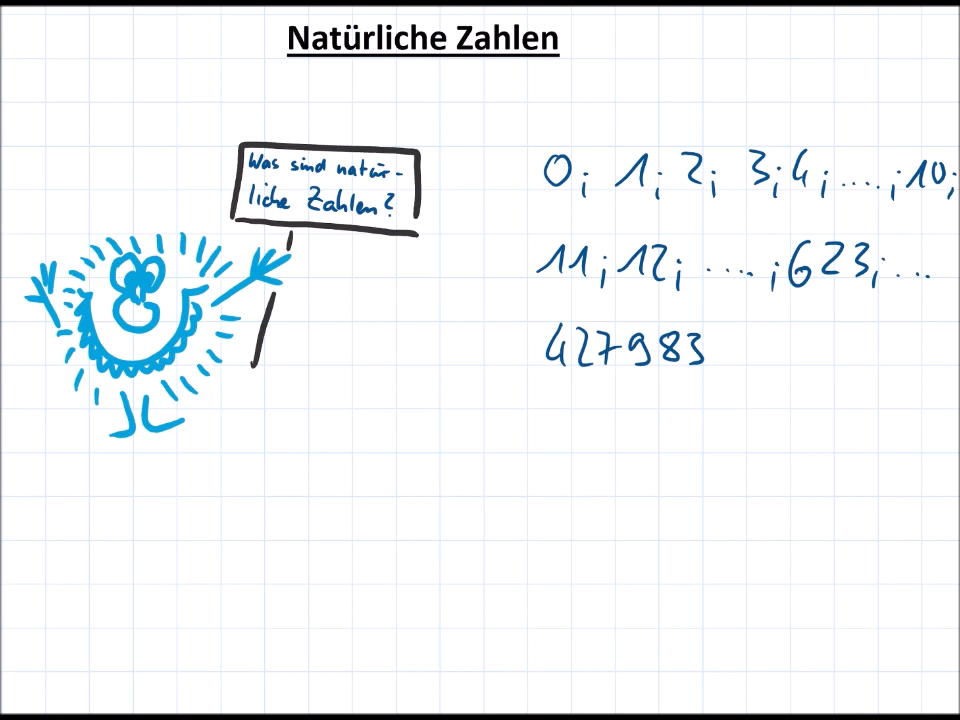 Natürliche Zahlen
Was sind natür-
liche Zahlen?
0; 1; 2; 3; 4; ....; 10;
11; 12; ....; 623; ...
427983